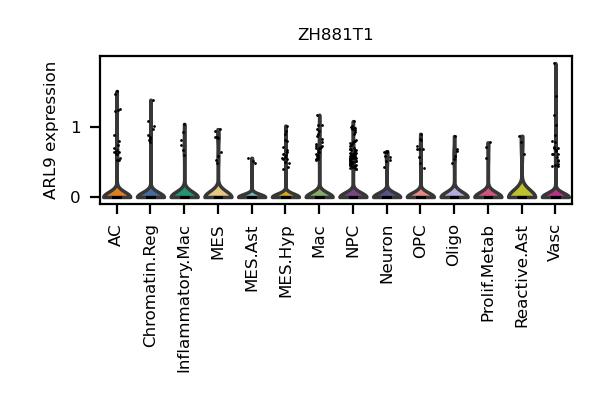 ZH881T1
ARL9 expression
1
0
AC
Chromatin.Reg
Inflammatory.Mac
MES
MES.Ast
MES.Hyp
Mac
NPC
Neuron
OPC
Oligo
Prolif.Metab
Reactive.Ast
Vasc